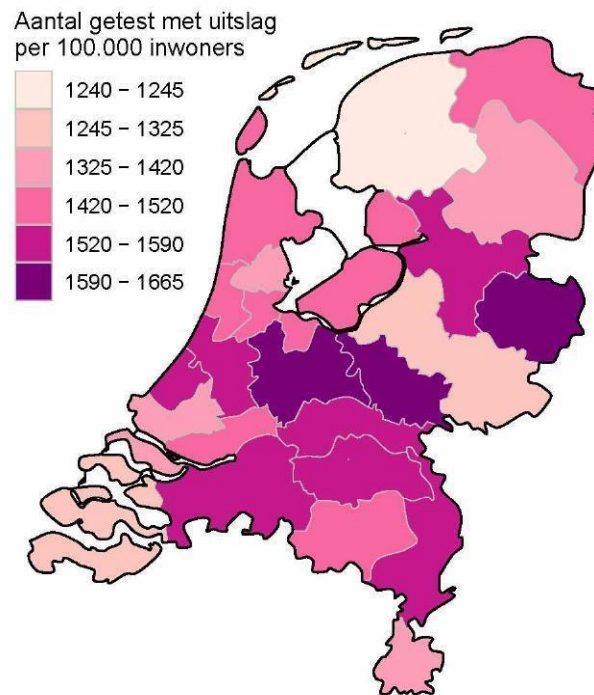 Aantal getest met uitslag
per 100.000 inwoners
1240 − 1245
1245 − 1325
1325 − 1420
1420 − 1520
1520 − 1590
1590 − 1665